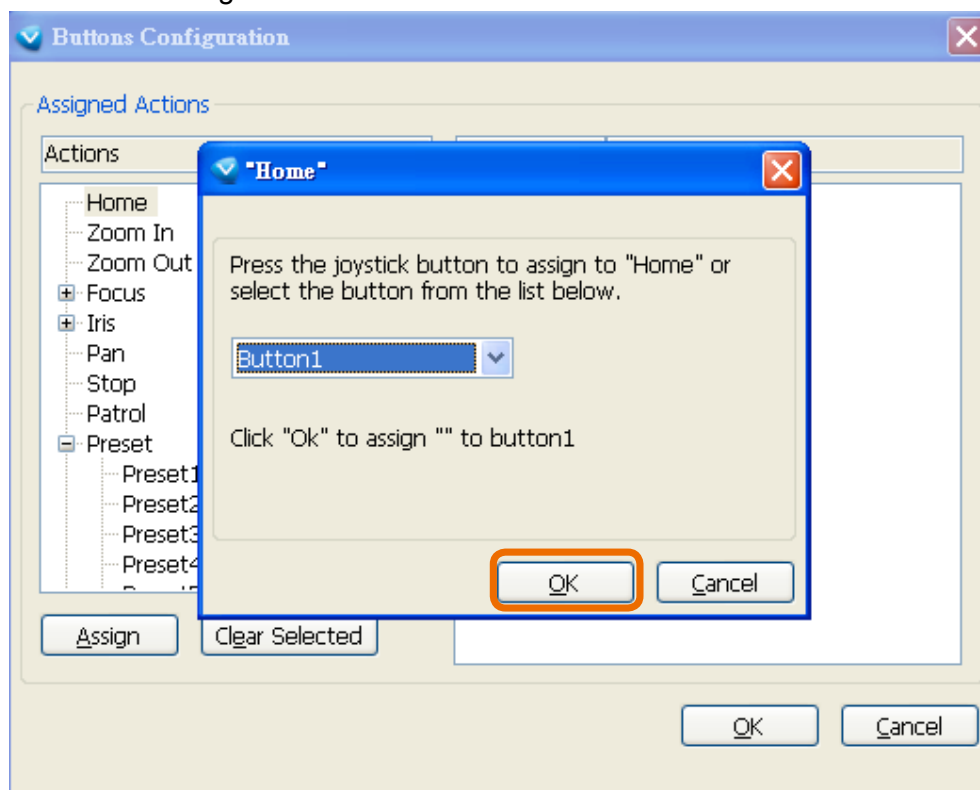 Buttons Configuration
Assigned Actions
Actions
"Home"
Home
Zoom In
Zoom Out
Focus
Iris
Pan
Stop
Patrol
Preset
Preset1
Preset2
Preset3
Preset4
Press the joystick button to assign to "Home" or
select the button from the list below.
Button1
Click "Ok" to assign "" to button1
OK Cancel
Assign Clear Selected
OK Cancel